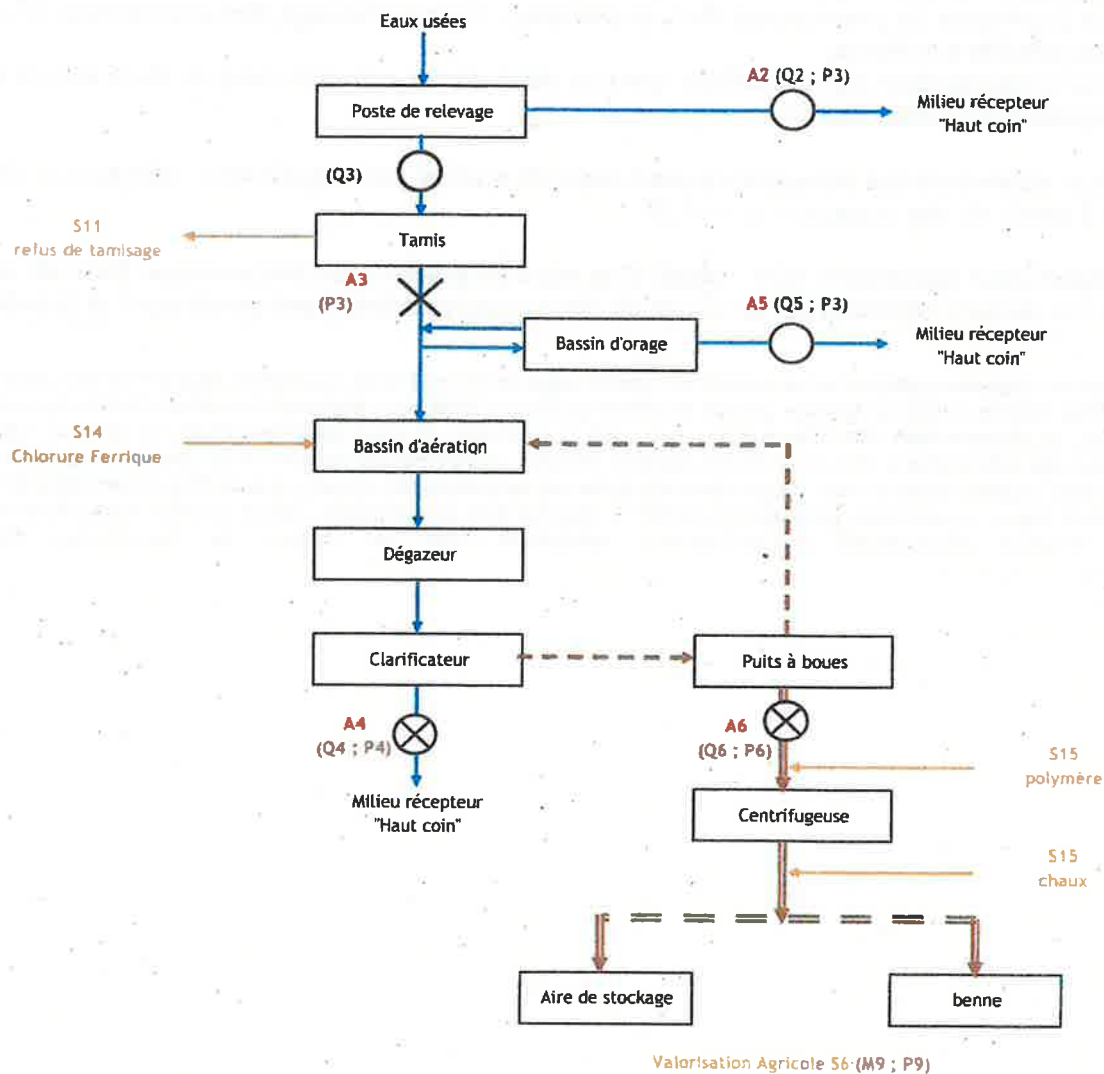 Eaux usées
A2 (Q2 ; P3)
Poste de relevage
Milieu récepteur
"Haut coin"
(Q3)
S11
refus de tamisage
Tamis
A3
(P3)
A5 (Q5 ; P3)
Bassin d'orage
Milieu récepteur
"Haut coin"
S14
Chlorure Ferrique
Bassin d'aération
Dégazeur
Clarificateur
Puits à boues
A4
(Q4 ; P4)
A6
(Q6 ; P6)
S15
polymère
Milieu récepteur
"Haut coin"
Centrifugeuse
S15
chaux
Aire de stockage
benne
Valorisation Agricole S6 (M9 ; P9)